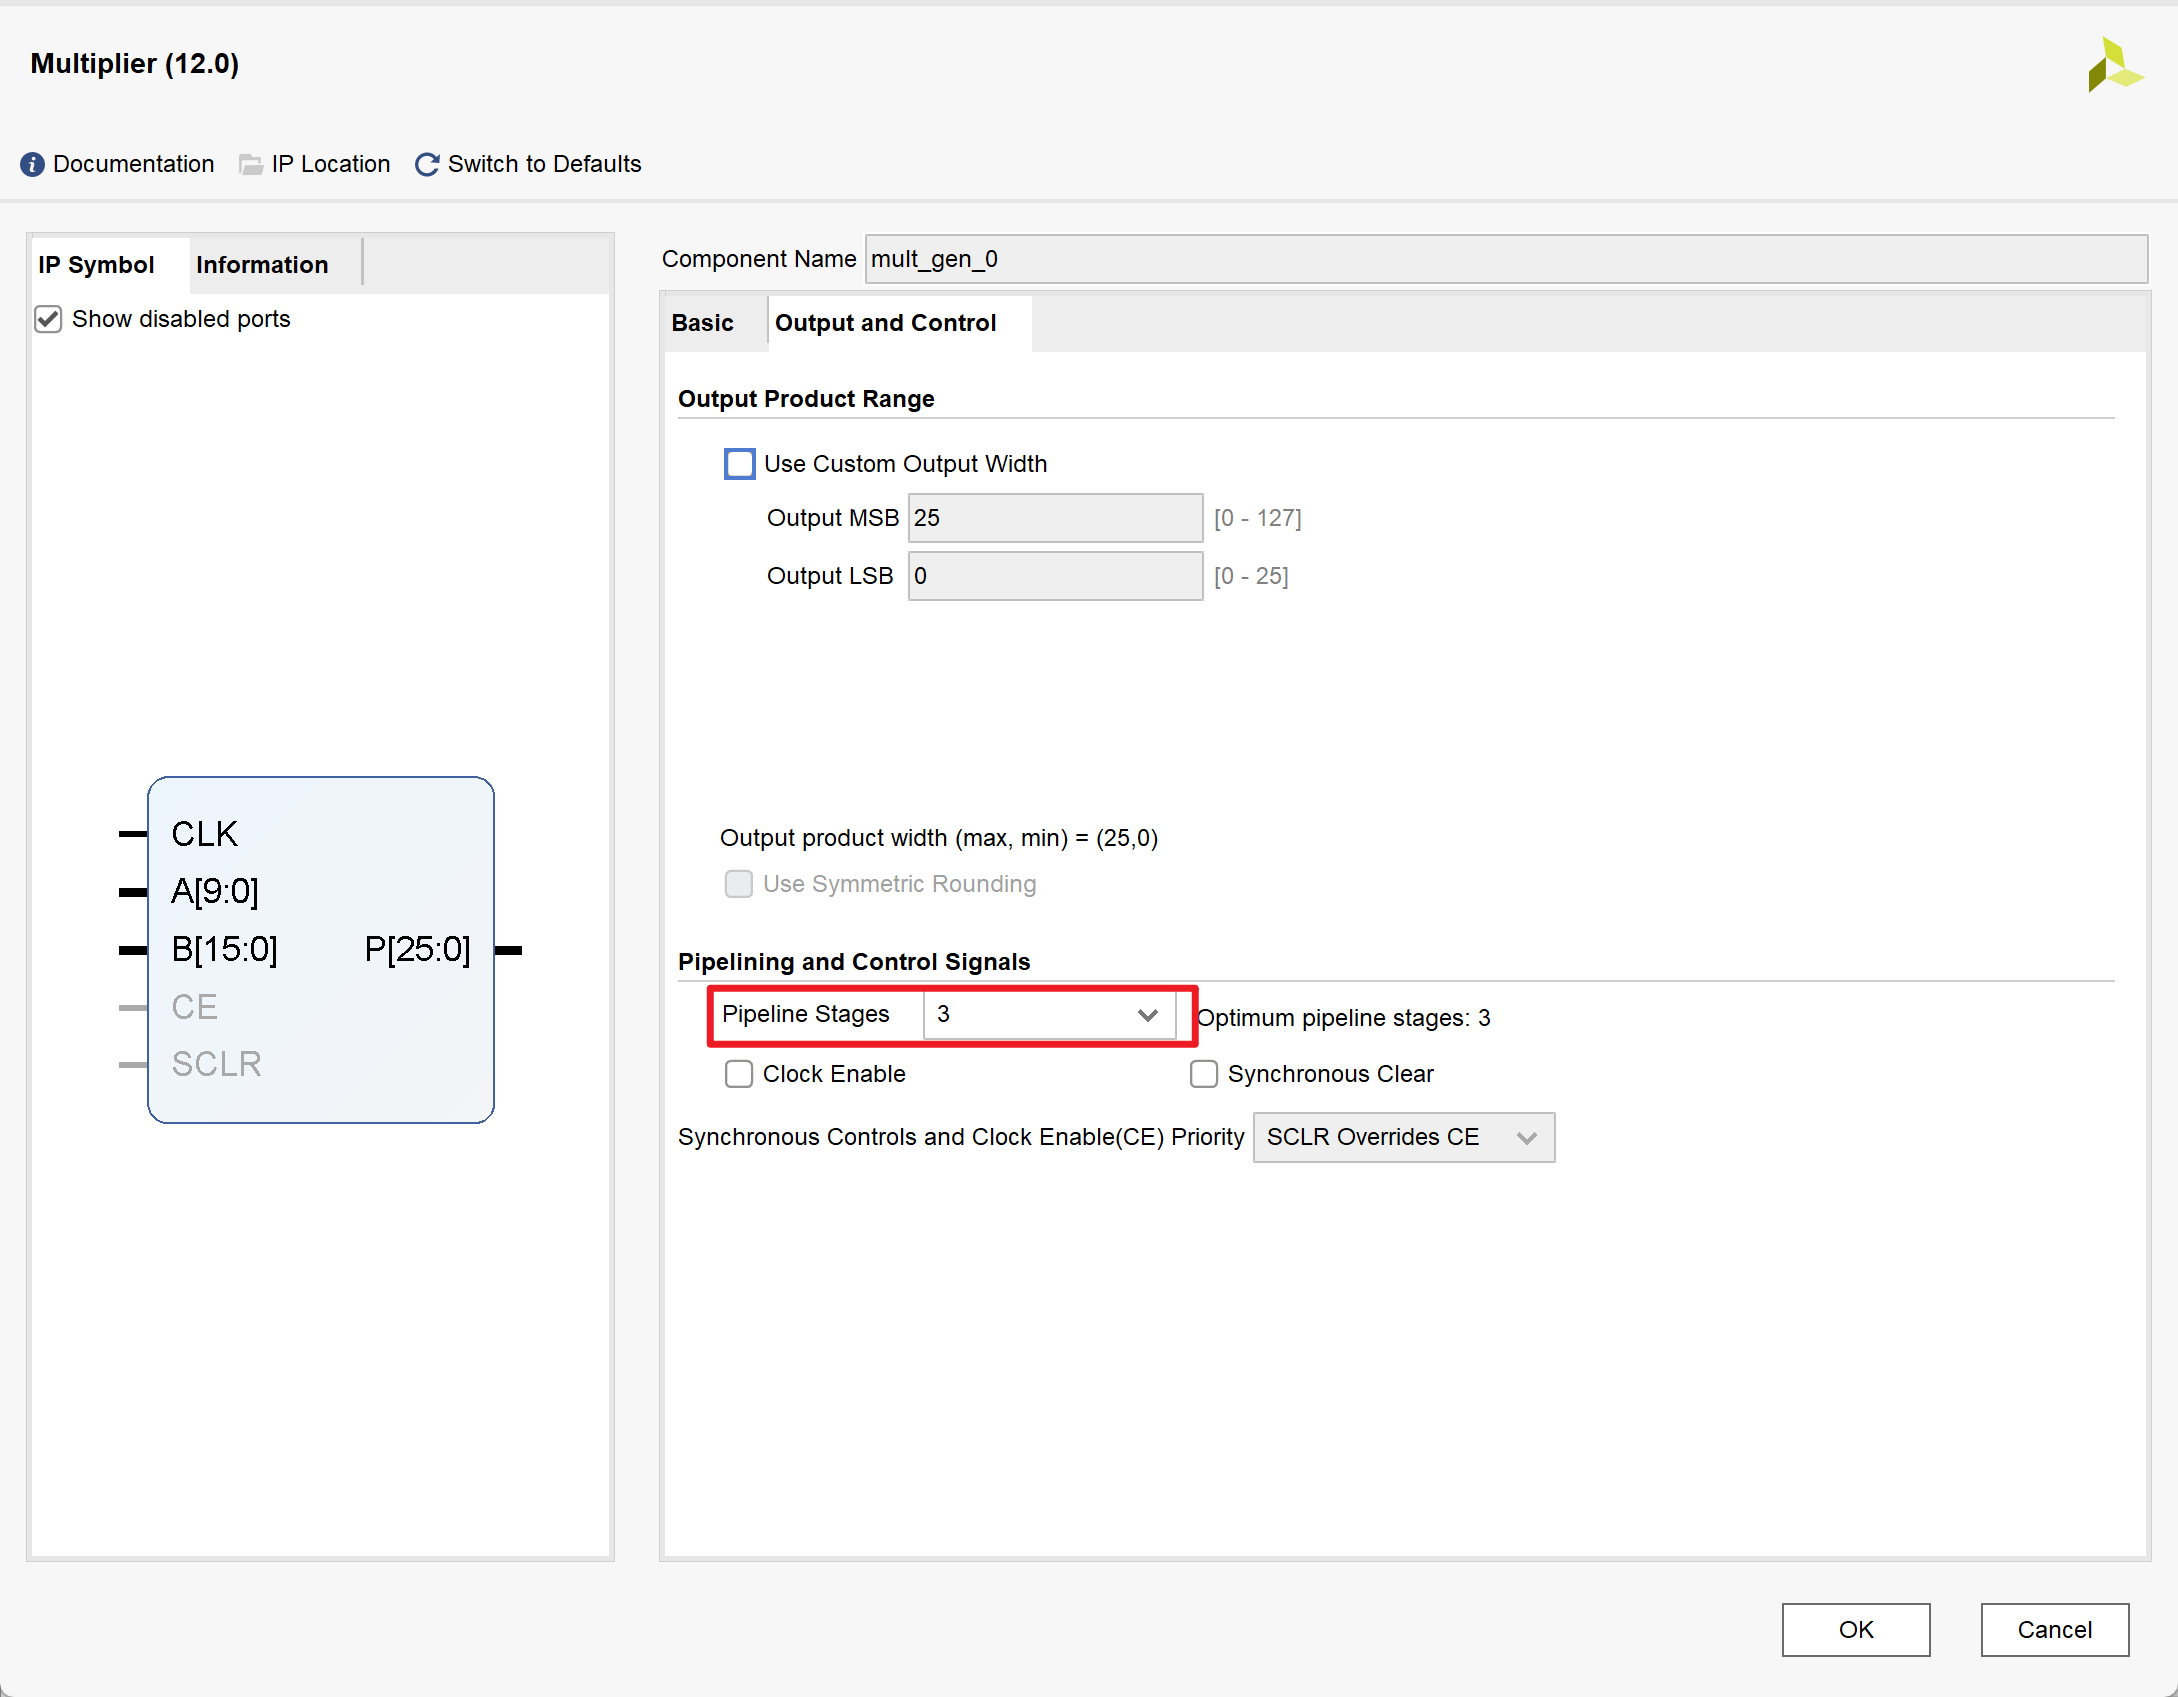 Multiplier (12.0)
Documentation IP Location Switch to Defaults
IP Symbol Information
Show disabled ports
CLK
A[9:0]
B[15:0] P[25:0]
CE
SCLR
Component Name mult_gen_0
Basic Output and Control
Output Product Range
Use Custom Output Width
Output MSB 25 [0 - 127]
Output LSB 0 [0 - 25]
Output product width (max, min) = (25,0)
Use Symmetric Rounding
Pipelining and Control Signals
Pipeline Stages 3 Optimum pipeline stages: 3
Clock Enable Synchronous Clear
Synchronous Controls and Clock Enable(CE) Priority SCLR Overrides CE
OK Cancel